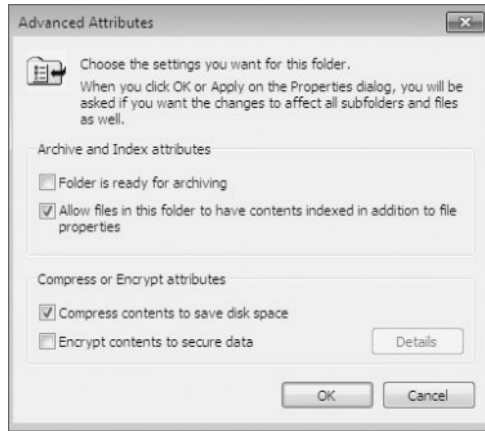 Advanced Attributes
Choose the settings you want for this folder.
When you click OK or Apply on the Properties dialog, you will be
asked if you want the changes to affect all subfolders and files
as well.
Archive and Index attributes
Folder is ready for archiving
Allow files in this folder to have contents indexed in addition to file
properties
Compress or Encrypt attributes
Compress contents to save disk space
Encrypt contents to secure data
Details
OK
Cancel